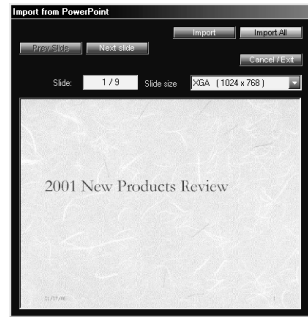 Import from PowerPoint
Import Import All
Prev Slide Next slide
Cancel / Exit
Slide: 1 / 9 Slide size XGA ( 1024 x 768 )
2001 New Products Review
1